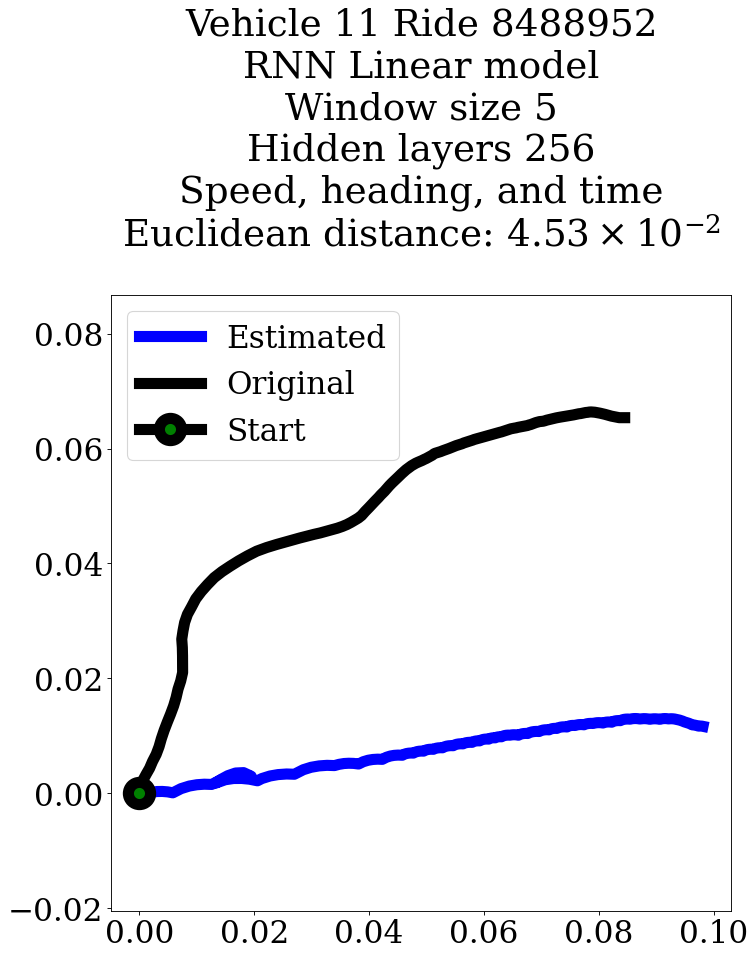 Vehicle 11 Ride 8488952
RNN Linear model
Window size 5
Hidden layers 256
Speed, heading, and time
Euclidean distance: 4.53 × 10⁻²
Estimated
Original
Start
0.08
0.06
0.04
0.02
0.00
−0.02
0.00 0.02 0.04 0.06 0.08 0.10